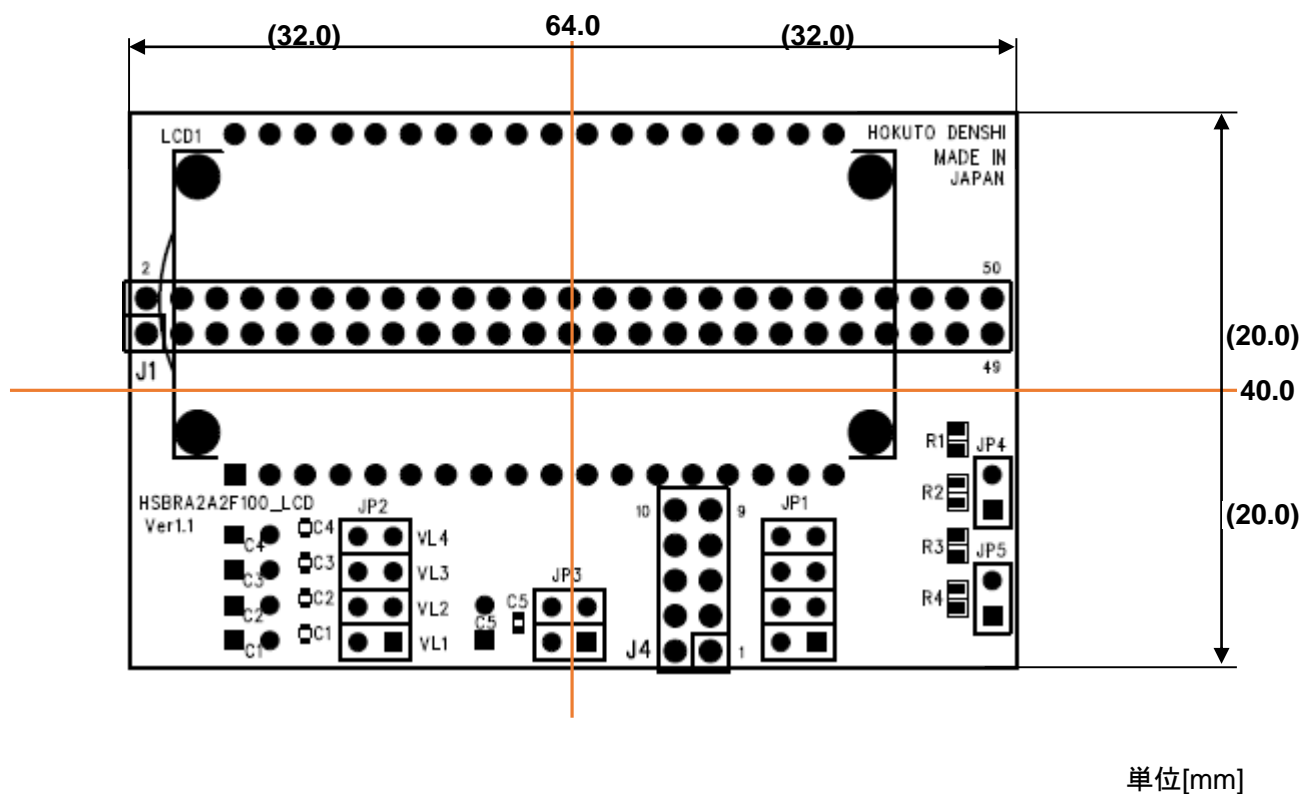 64.0
(32.0)
(32.0)
LCD1
HOKUTO DENSHI
MADE IN
JAPAN
2
50
(20.0)
J1
49
40.0
R1
JP4
R2
HSBRA2A2F100_LCD
Ver1.1
JP2
10
9
JP1
(20.0)
C4
C4
VL4
R3
JP5
C3
C3
VL3
JP3
C2
C2
VL2
C5
C5
R4
C1
C1
VL1
J4
1
単位[mm]